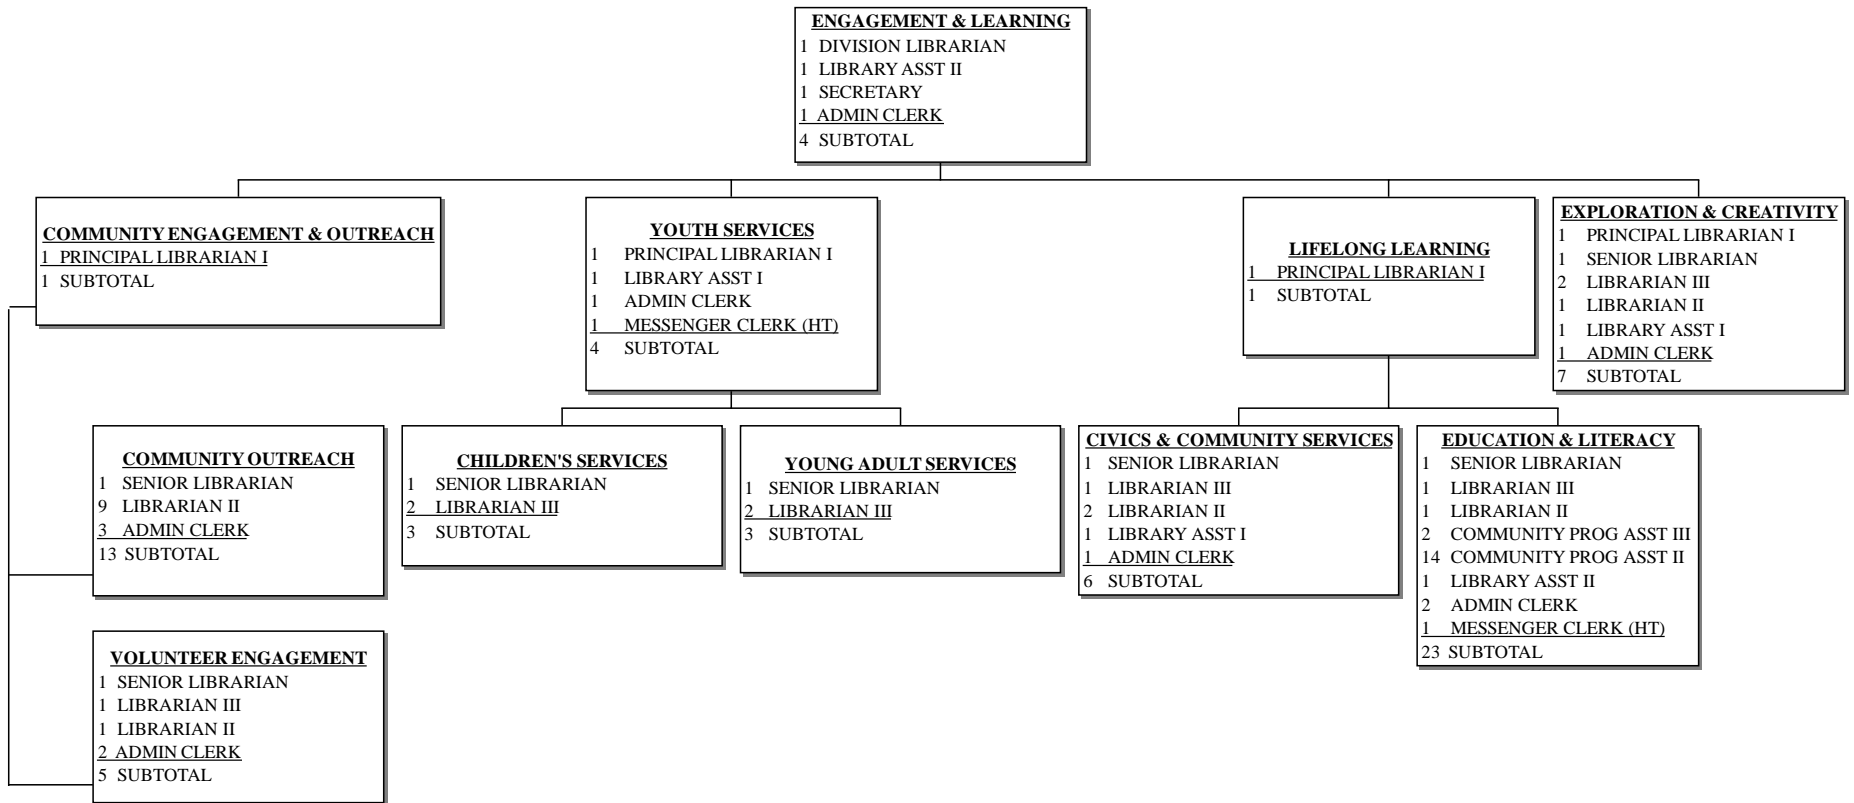 ENGAGEMENT & LEARNING
1 DIVISION LIBRARIAN
1 LIBRARY ASST II
1 SECRETARY
1 ADMIN CLERK
4 SUBTOTAL
COMMUNITY ENGAGEMENT & OUTREACH
1 PRINCIPAL LIBRARIAN I
1 SUBTOTAL
YOUTH SERVICES
1 PRINCIPAL LIBRARIAN I
1 LIBRARY ASST I
1 ADMIN CLERK
1 MESSENGER CLERK (HT)
4 SUBTOTAL
LIFELONG LEARNING
1 PRINCIPAL LIBRARIAN I
1 SUBTOTAL
EXPLORATION & CREATIVITY
1 PRINCIPAL LIBRARIAN I
1 SENIOR LIBRARIAN
2 LIBRARIAN III
1 LIBRARIAN II
1 LIBRARY ASST I
1 ADMIN CLERK
7 SUBTOTAL
COMMUNITY OUTREACH
1 SENIOR LIBRARIAN
9 LIBRARIAN II
3 ADMIN CLERK
13 SUBTOTAL
CHILDREN'S SERVICES
1 SENIOR LIBRARIAN
2 LIBRARIAN III
3 SUBTOTAL
YOUNG ADULT SERVICES
1 SENIOR LIBRARIAN
2 LIBRARIAN III
3 SUBTOTAL
CIVICS & COMMUNITY SERVICES
1 SENIOR LIBRARIAN
1 LIBRARIAN III
2 LIBRARIAN II
1 LIBRARY ASST I
1 ADMIN CLERK
6 SUBTOTAL
EDUCATION & LITERACY
1 SENIOR LIBRARIAN
1 LIBRARIAN III
1 LIBRARIAN II
2 COMMUNITY PROG ASST III
14 COMMUNITY PROG ASST II
1 LIBRARY ASST II
2 ADMIN CLERK
1 MESSENGER CLERK (HT)
23 SUBTOTAL
VOLUNTEER ENGAGEMENT
1 SENIOR LIBRARIAN
1 LIBRARIAN III
1 LIBRARIAN II
2 ADMIN CLERK
5 SUBTOTAL